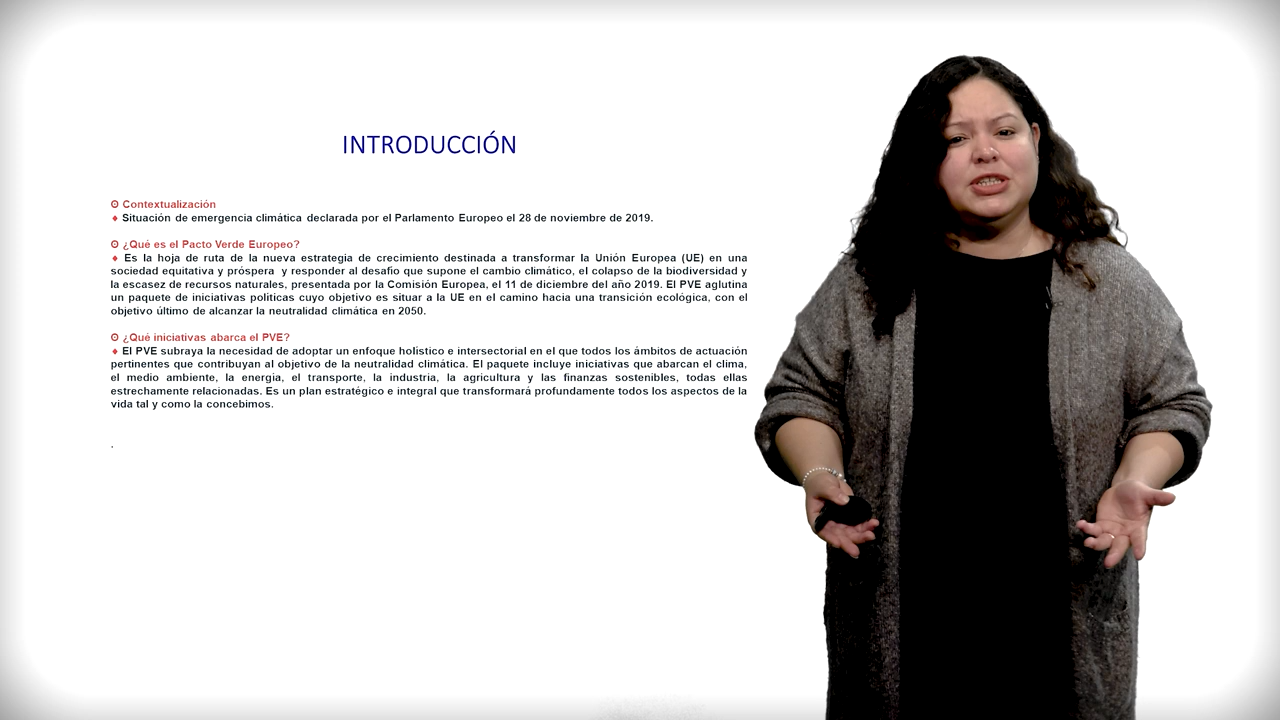 INTRODUCCIÓN
⊙ Contextualización
♦ Situación de emergencia climática declarada por el Parlamento Europeo el 28 de noviembre de 2019.
⊙ ¿Qué es el Pacto Verde Europeo?
♦ Es la hoja de ruta de la nueva estrategia de crecimiento destinada a transformar la Unión Europea (UE) en una
sociedad equitativa y próspera y responder al desafío que supone el cambio climático, el colapso de la biodiversidad y
la escasez de recursos naturales, presentada por la Comisión Europea, el 11 de diciembre del año 2019. El PVE aglutina
un paquete de iniciativas políticas cuyo objetivo es situar a la UE en el camino hacia una transición ecológica, con el
objetivo último de alcanzar la neutralidad climática en 2050.
⊙ ¿Qué iniciativas abarca el PVE?
♦ El PVE subraya la necesidad de adoptar un enfoque holístico e intersectorial en el que todos los ámbitos de actuación
pertinentes que contribuyan al objetivo de la neutralidad climática. El paquete incluye iniciativas que abarcan el clima,
el medio ambiente, la energía, el transporte, la industria, la agricultura y las finanzas sostenibles, todas ellas
estrechamente relacionadas. Es un plan estratégico e integral que transformará profundamente todos los aspectos de la
vida tal y como la concebimos.
.